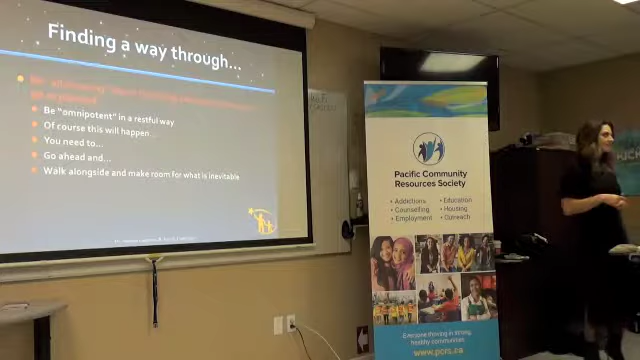 Finding a way through...
Be "omnipotent" in a restful way
Of course this will happen...
You need to...
Go ahead and...
Walk alongside and make room for what is inevitable
Pacific Community
Resources Society
• Addictions
• Counselling
• Employment
• Education
• Housing
• Outreach
Everyone thriving in strong,
healthy communities.
www.pcrs.ca
KICK